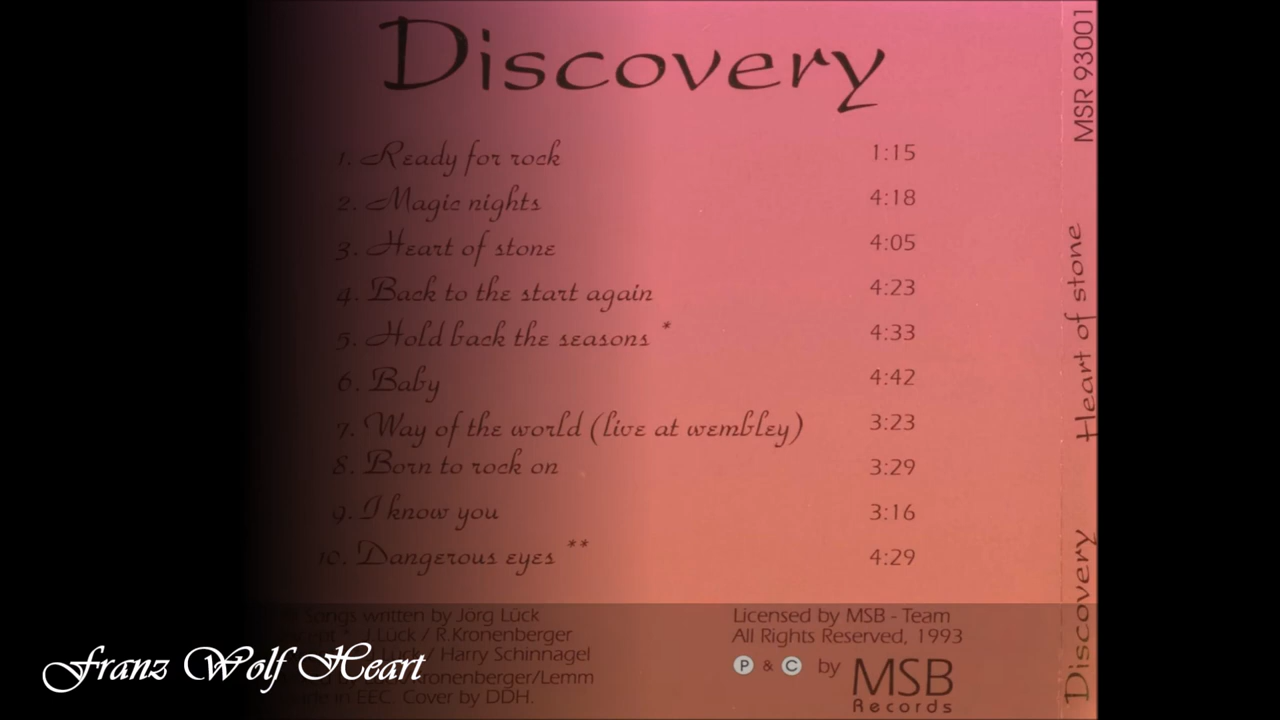 Discovery
1. Ready for rock 1:15
2. Magic nights 4:18
3. Heart of stone 4:05
4. Back to the start again 4:23
5. Hold back the seasons * 4:33
6. Baby 4:42
7. Way of the world (live at wembley) 3:23
8. Born to rock on 3:29
9. I know you 3:16
10. Dangerous eyes ** 4:29
Songs written by Jörg Lück
J.Lück / R.Kronenberger
Lück / Harry Schinnagel
Kronenberger/Lemm
in EEC. Cover by DDH.
Licensed by MSB - Team
All Rights Reserved, 1993
P & C by MSB
Records
Franz Wolf Heart
Discovery Heart of stone MSR 93001